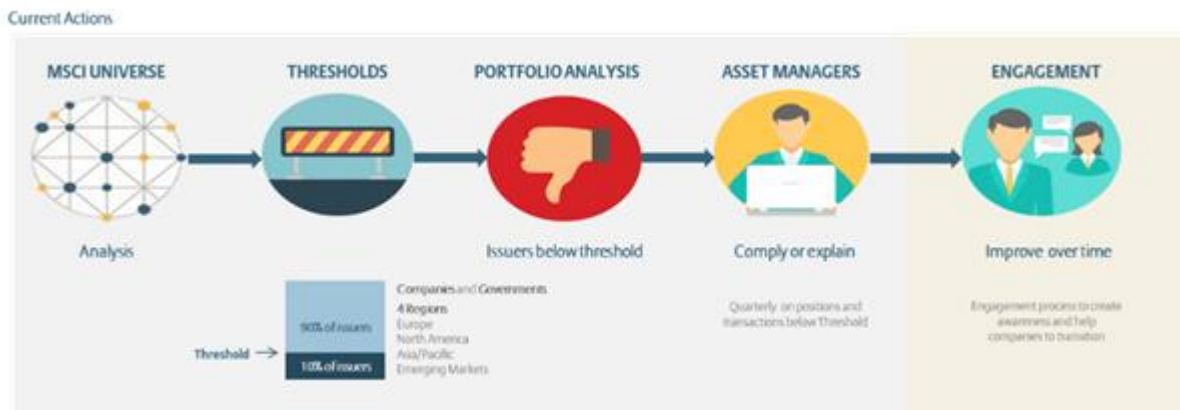 Current Actions
MSCI UNIVERSE
THRESHOLDS
PORTFOLIO ANALYSIS
ASSET MANAGERS
ENGAGEMENT
Analysis
Issuers below threshold
Comply or explain
Improve over time
90% of issuers
Threshold
10% of issuers
Companies and Governments
4 Regions
Europe
North America
Asia/Pacific
Emerging Markets
Quarterly on positions and
transactions below Threshold
Engagement process to create
awareness and help
companies to transition